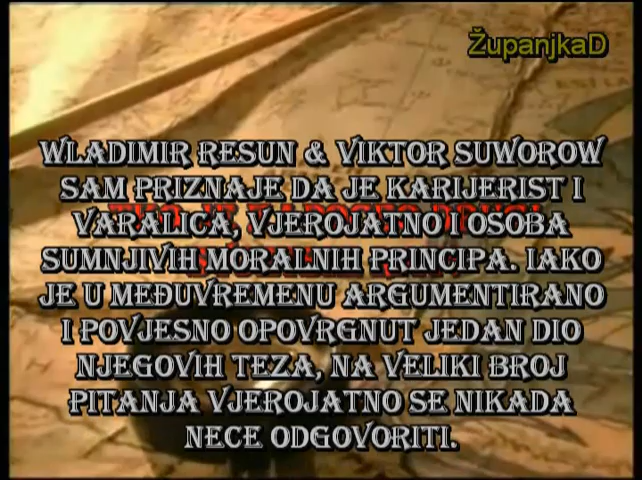 ŽupanjkaD
WLADIMIR RESUN & VIKTOR SUWOROW
SAM PRIZNAJE DA JE KARIJERIST I
VARALICA, VJEROJATNO I OSOBA
SUMNJIVIH MORALNIH PRINCIPA. IAKO
JE U MEĐUVREMENU ARGUMENTIRANO
I POVJESNO OPOVRGNUT JEDAN DIO
NJEGOVIH TEZA, NA VELIKI BROJ
PITANJA VJEROJATNO SE NIKADA
NECE ODGOVORITI.